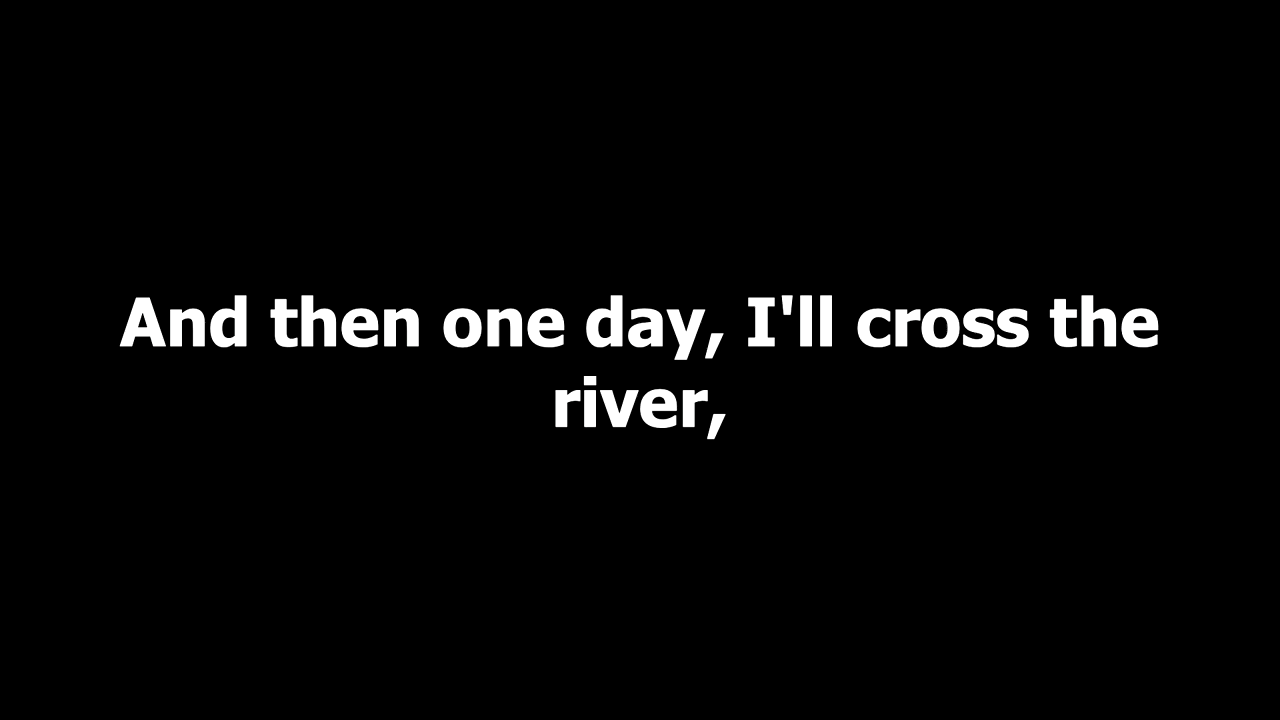 And then one day, I'll cross the
river,